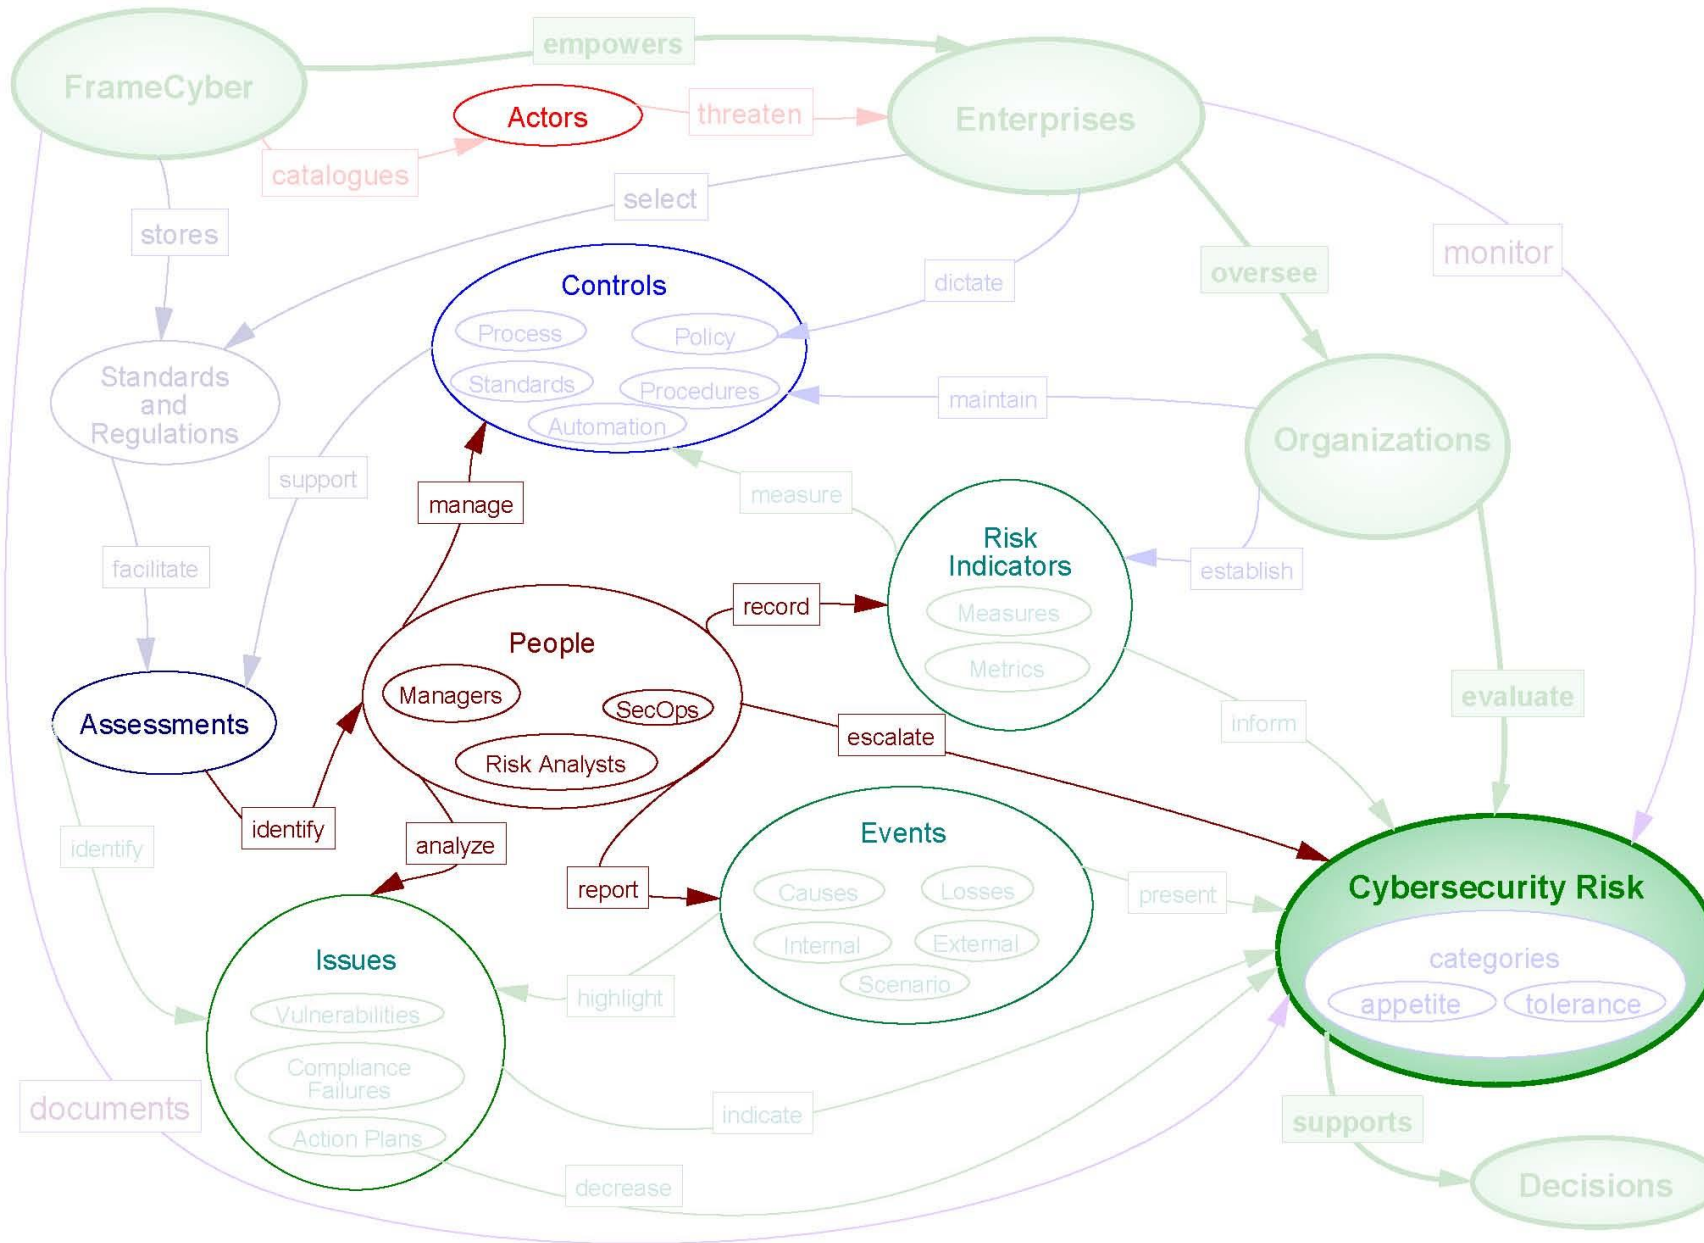 FrameCyber
empowers
Enterprises
Actors
threaten
catalogues
select
stores
monitor
oversee
dictate
Controls
Process
Policy
Standards
Procedures
Automation
Standards
and
Regulations
maintain
Organizations
support
measure
manage
facilitate
Risk
Indicators
Measures
Metrics
establish
record
People
Managers
SecOps
Risk Analysts
escalate
inform
evaluate
Assessments
identify
identify
analyze
report
Events
Causes
Losses
Internal
External
Scenario
present
Cybersecurity Risk
categories
appetite
tolerance
Issues
Vulnerabilities
Compliance
Failures
Action Plans
highlight
indicate
documents
decrease
supports
Decisions